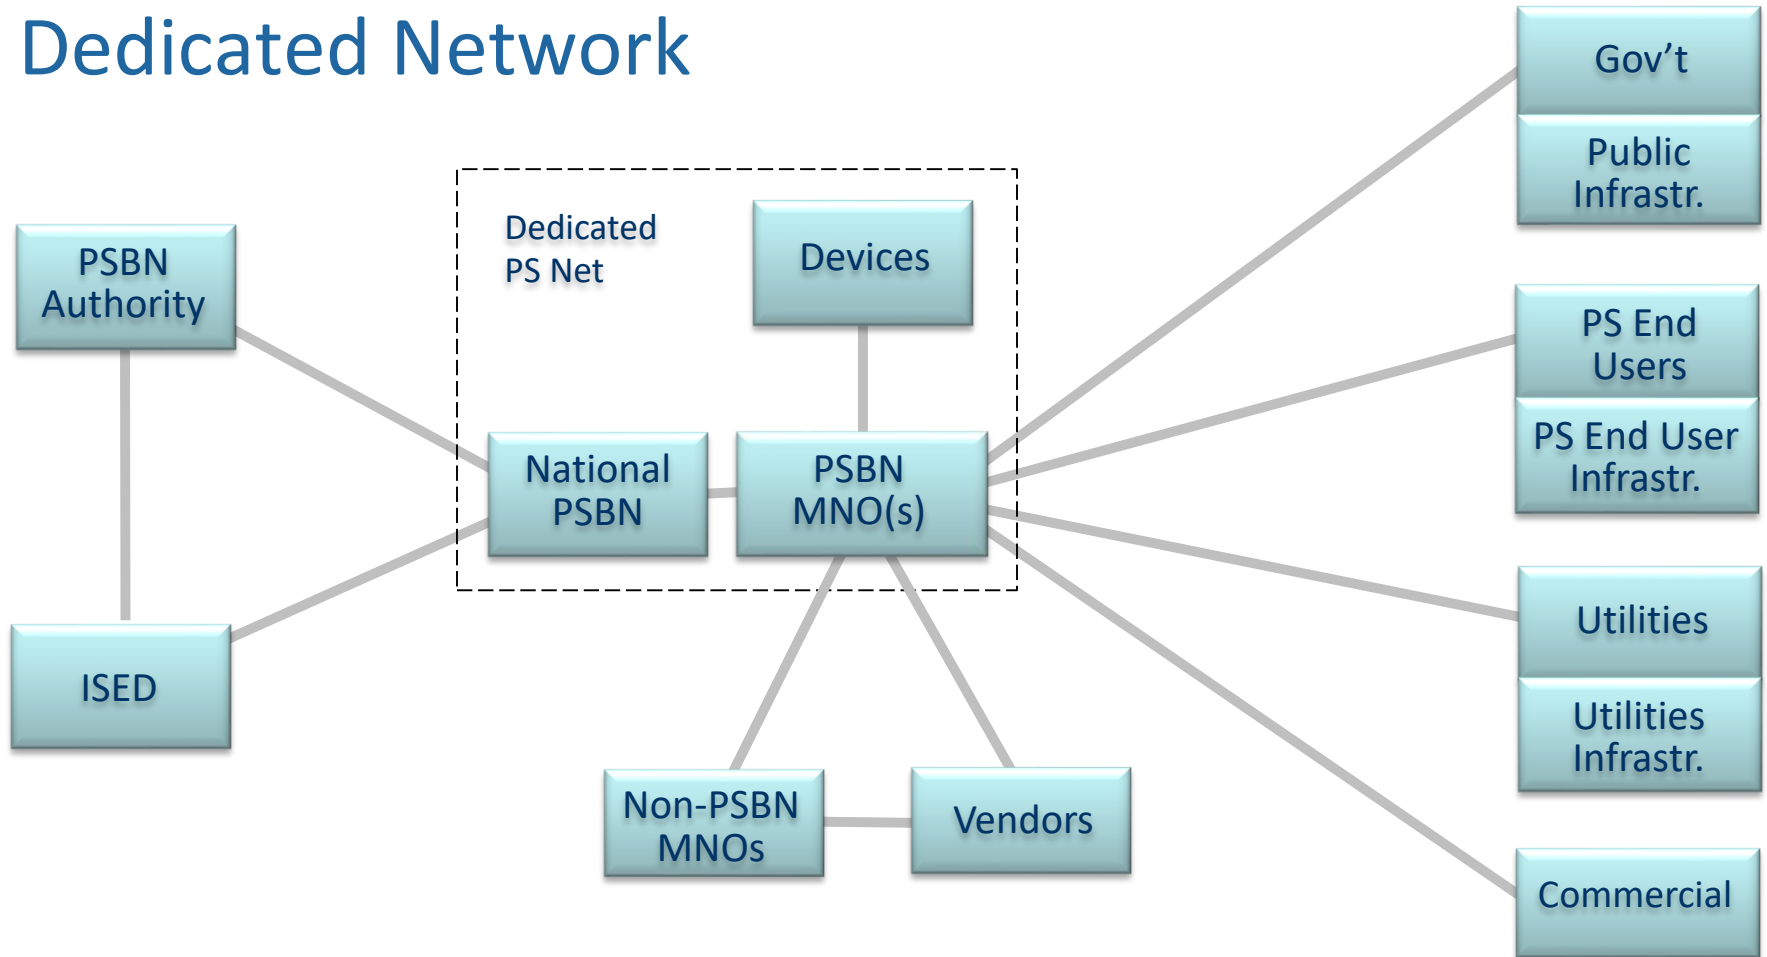 Dedicated Network
Gov’t
Public
Infrastr.
Dedicated
PS Net
Devices
PSBN
Authority
PS End
Users
PS End User
Infrastr.
National
PSBN
PSBN
MNO(s)
Utilities
Utilities
Infrastr.
ISED
Non-PSBN
MNOs
Vendors
Commercial